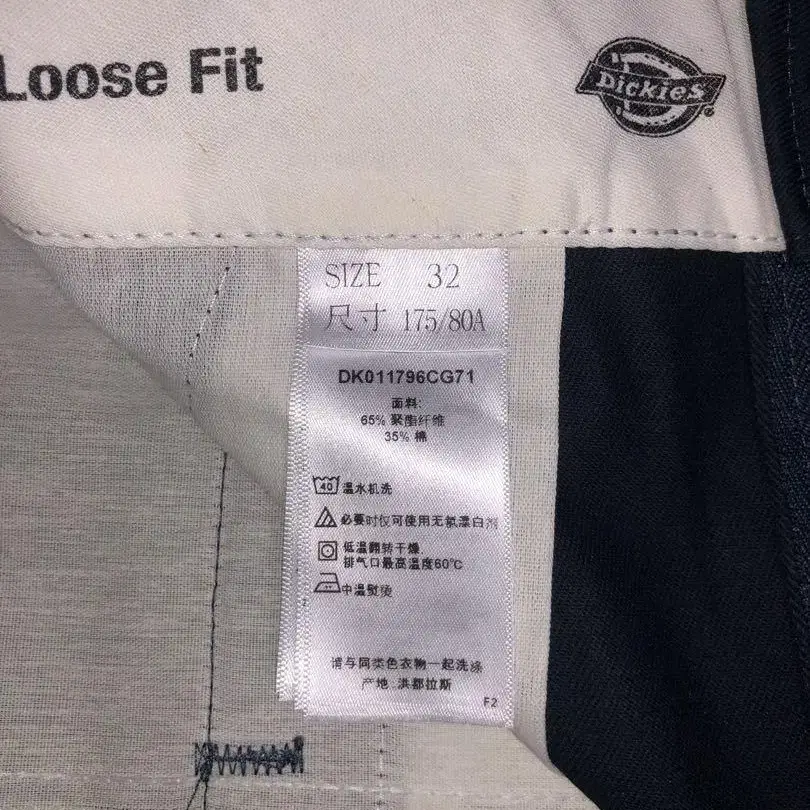 Loose Fit
Dickies
SIZE 32
尺寸 175/80A
DK011796CG71
面料:
65% 聚酯纤维
35% 棉
40 温水机洗
必要时仅可使用无氯漂白剂
低温翻转干燥
排气口最高温度60℃
中温熨烫
请与同类色衣物一起洗涤
产地 洪都拉斯
F2